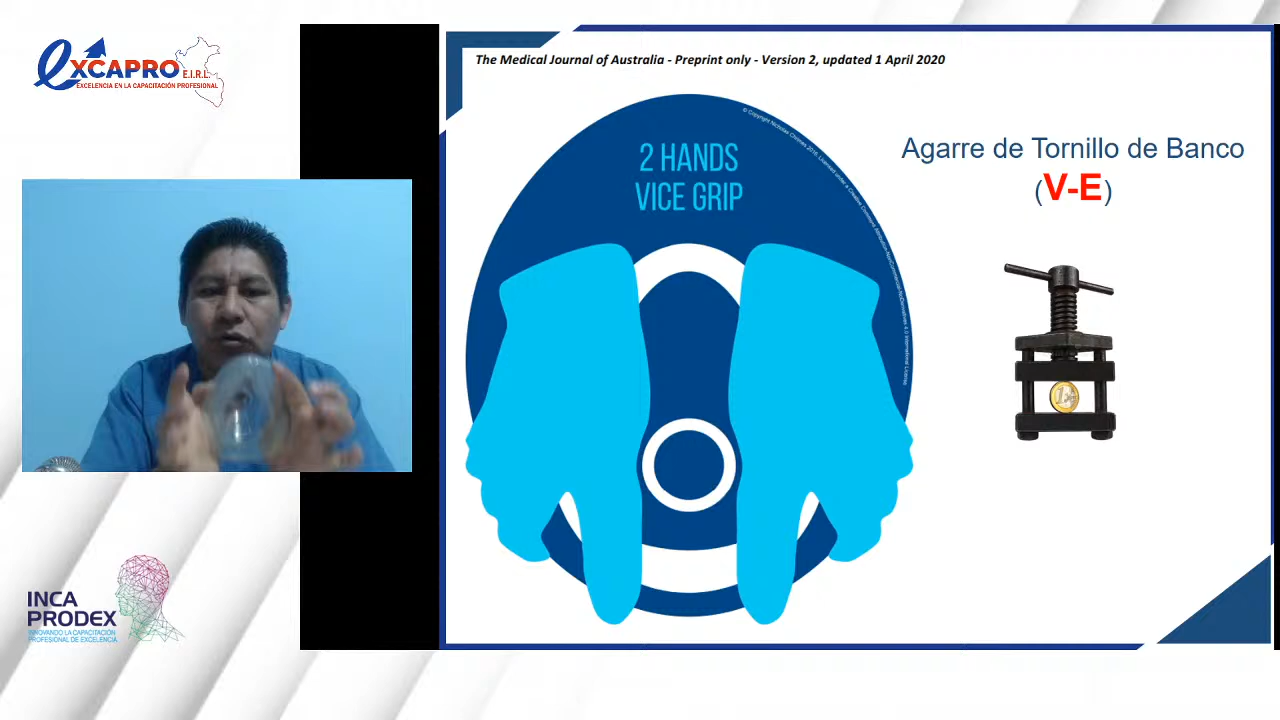 excapro E.I.R.L.
EXCELENCIA EN LA CAPACITACIÓN PROFESIONAL
The Medical Journal of Australia - Preprint only - Version 2, updated 1 April 2020
2 HANDS
VICE GRIP
Agarre de Tornillo de Banco
(V-E)
INCA
PRODEX
INNOVANDO LA CAPACITACIÓN
PROFESIONAL DE EXCELENCIA